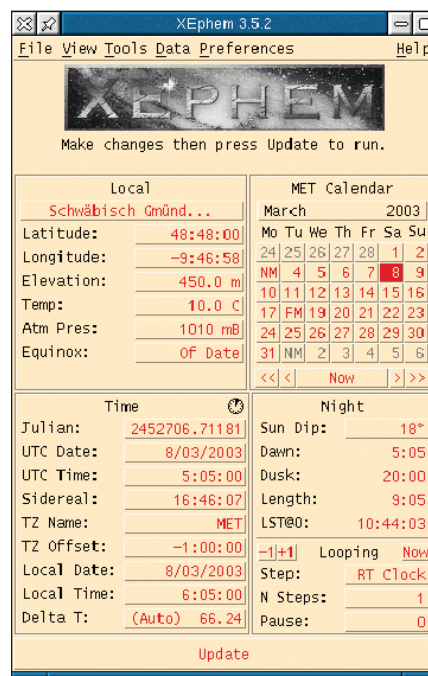 XEphem 3.5.2
File View Tools Data Preferences Help
XEPHEM
Make changes then press Update to run.
Local
Schwäbisch Gmünd...
Latitude: 48:48:00
Longitude: -9:46:58
Elevation: 450.0 m
Temp: 10.0 C
Atm Pres: 1010 mB
Equinox: Of Date
MET Calendar
March 2003
Mo Tu We Th Fr Sa Su
24 25 26 27 28 1 2
NM 4 5 6 7 8 9
10 11 12 13 14 15 16
17 FM 19 20 21 22 23
24 25 26 27 28 29 30
31 NM 2 3 4 5 6
<< < Now > >>
Time
Julian: 2452706.71181
UTC Date: 8/03/2003
UTC Time: 5:05:00
Sidereal: 16:46:07
TZ Name: MET
TZ Offset: -1:00:00
Local Date: 8/03/2003
Local Time: 6:05:00
Delta T: (Auto) 66.24
Night
Sun Dip: 18°
Dawn: 5:05
Dusk: 20:00
Length: 9:05
LST@0: 10:44:03
-1 +1 Looping Now
Step: RT Clock
N Steps: 1
Pause: 0
Update